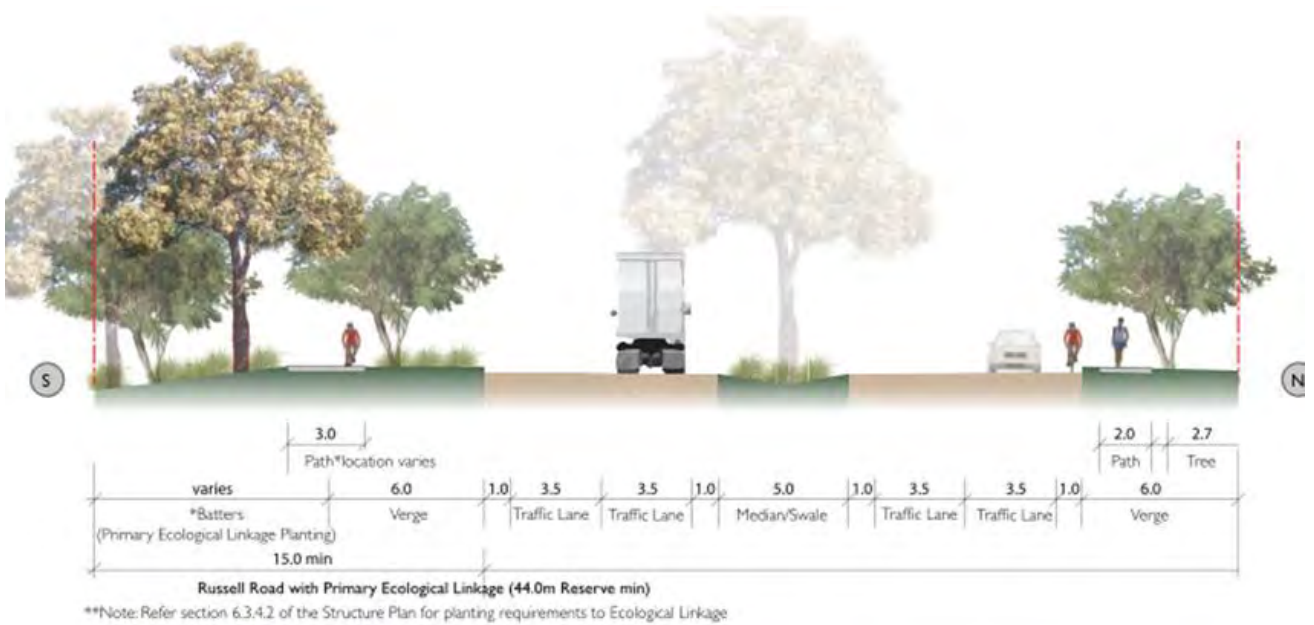 S
N
3.0
2.0 2.7
Path*location varies
Path Tree
varies 6.0 1.0 3.5 3.5 1.0 5.0 1.0 3.5 3.5 1.0 6.0
*Batters Verge Traffic Lane Traffic Lane Median/Swale Traffic Lane Traffic Lane Verge
(Primary Ecological Linkage Planting)
15.0 min
Russell Road with Primary Ecological Linkage (44.0m Reserve min)
**Note: Refer section 6.3.4.2 of the Structure Plan for planting requirements to Ecological Linkage